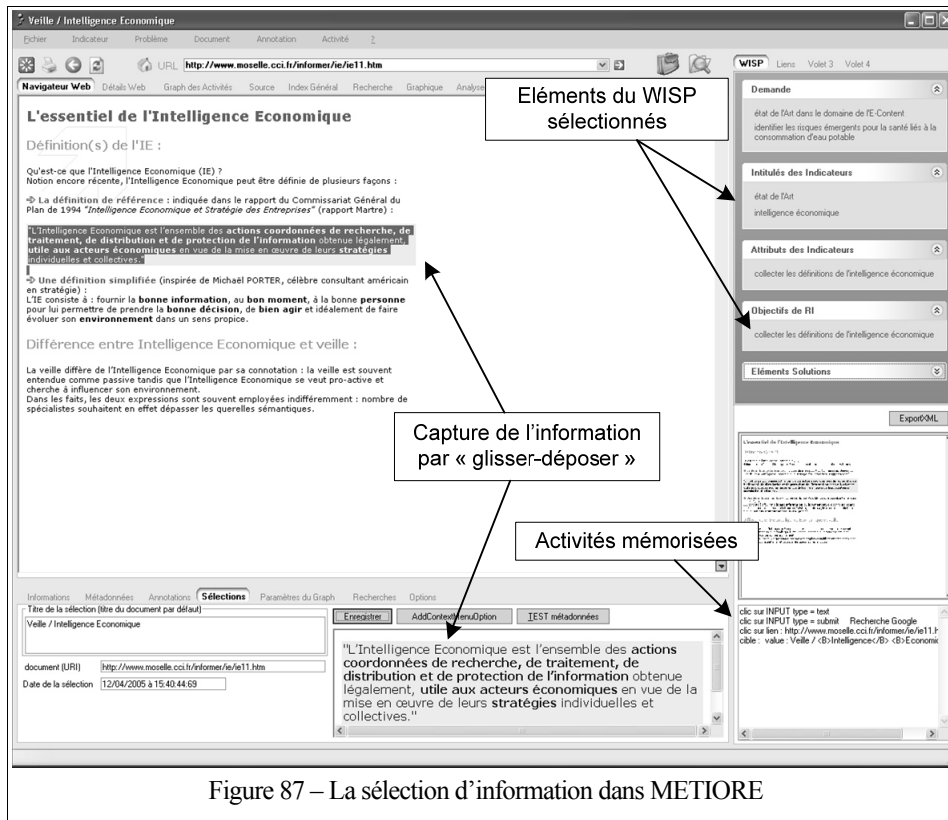 Veille / Intelligence Economique
Fichier Indicateur Problème Document Annotation Activité ?
URL http://www.moselle.cci.fr/informer/ie/ie11.htm
Navigateur Web Détails Web Graph des Activités Source Index Général Recherche Graphique Analyse
WISP Liens Volet 3 Volet 4
L'essentiel de l'Intelligence Economique
Définition(s) de l'IE :
Qu'est-ce que l'Intelligence Economique (IE) ?
Notion encore récente, l'Intelligence Economique peut être définie de plusieurs façons :
La définition de référence : indiquée dans le rapport du Commissariat Général du
Plan de 1994 "Intelligence Economique et Stratégie des Entreprises" (rapport Martre) :
"L'Intelligence Economique est l'ensemble des actions coordonnées de recherche, de
traitement, de distribution et de protection de l'information obtenue légalement,
utile aux acteurs économiques en vue de la mise en œuvre de leurs stratégies
individuelles et collectives."
Une définition simplifiée (inspirée de Michaël PORTER, célèbre consultant américain
en stratégie) :
L'IE consiste à : fournir la bonne information, au bon moment, à la bonne personne
pour lui permettre de prendre la bonne décision, de bien agir et idéalement de faire
évoluer son environnement dans un sens propice.
Différence entre Intelligence Economique et veille :
La veille diffère de l'Intelligence Economique par sa connotation : la veille est souvent
entendue comme passive tandis que l'Intelligence Economique se veut pro-active et
cherche à influencer son environnement.
Dans les faits, les deux expressions sont souvent employées indifféremment : nombre de
spécialistes souhaitent en effet dépasser les querelles sémantiques.
Eléments du WISP
sélectionnés
Capture de l'information
par « glisser-déposer »
Activités mémorisées
Demande
état de l'Art dans le domaine de l'E-Content
identifier les risques émergents pour la santé liés à la
consommation d'eau potable
Intitulés des Indicateurs
état de l'Art
intelligence économique
Attributs des Indicateurs
collecter les définitions de l'intelligence économique
Objectifs de RI
collecter les définitions de l'intelligence économique
Eléments Solutions
ExportXML
Informations Métadonnées Annotations Sélections Paramètres du Graph Recherches Options
Titre de la sélection (titre du document par défaut)
Veille / Intelligence Economique
document (URI) http://www.moselle.cci.fr/informer/ie/ie11.htm
Date de la sélection 12/04/2005 à 15:40:44:69
Enregistrer AddContextMenuOption TEST métadonnées
"L'Intelligence Economique est l'ensemble des actions
coordonnées de recherche, de traitement, de
distribution et de protection de l'information obtenue
légalement, utile aux acteurs économiques en vue de la
mise en œuvre de leurs stratégies individuelles et
collectives."
clic sur INPUT type = text
clic sur INPUT type = submit Recherche Google
clic sur lien : http://www.moselle.cci.fr/informer/ie/ie11.h
cible : value : Veille / <B>Intelligence</B> <B>Economic
Figure 87 – La sélection d'information dans METIORE